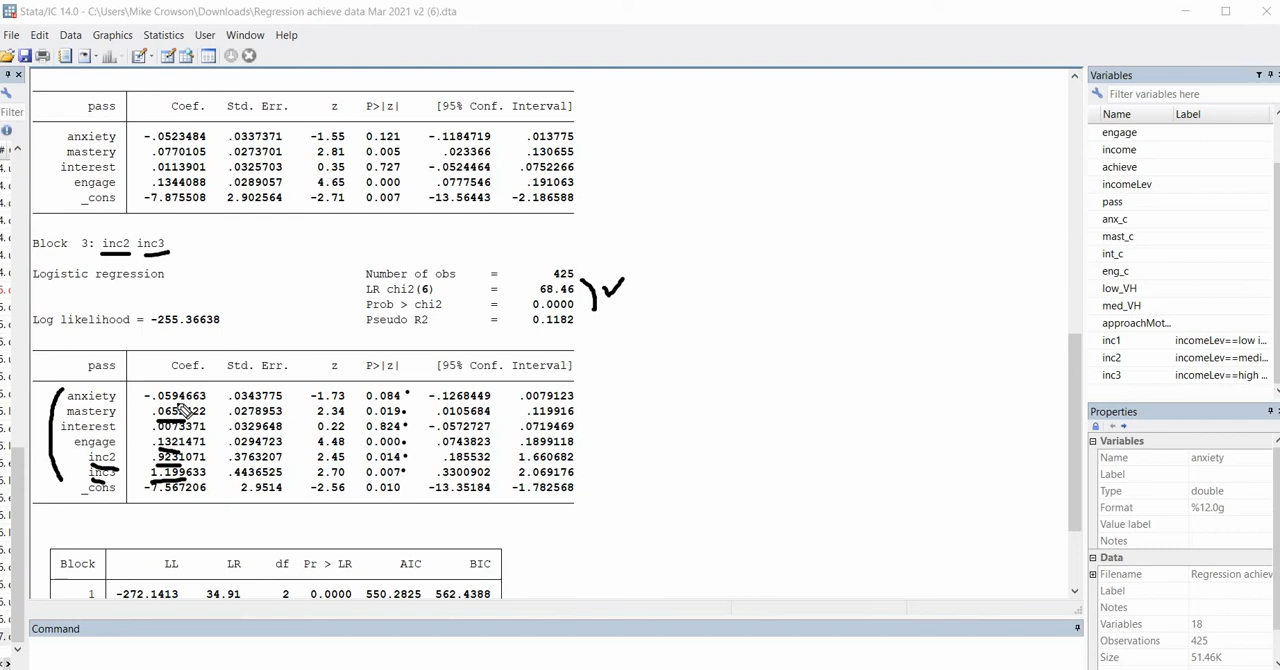 Stata/IC 14.0 - C:\Users\Mike Crowson\Downloads\Regression achieve data Mar 2021 v2 (6).dta
File Edit Data Graphics Statistics User Window Help
pass Coef. Std. Err. z P>|z| [95% Conf. Interval]
anxiety -.0523484 .0337371 -1.55 0.121 -.1184719 .013775
mastery .0770105 .0273701 2.81 0.005 .023366 .130655
interest .0113901 .0325703 0.35 0.727 -.0524464 .0752266
engage .1344088 .0289057 4.65 0.000 .0777546 .191063
_cons -7.875508 2.902564 -2.71 0.007 -13.56443 -2.186588
Block 3: inc2 inc3
Logistic regression Number of obs = 425
LR chi2(6) = 68.46
Prob > chi2 = 0.0000
Log likelihood = -255.36638 Pseudo R2 = 0.1182
pass Coef. Std. Err. z P>|z| [95% Conf. Interval]
anxiety -.0594663 .0343775 -1.73 0.084 -.1268449 .0079123
mastery .0278953 2.34 0.019 .0105684 .119916
interest .0073371 .0329648 0.22 0.824 -.0572727 .0719469
engage .1321471 .0294723 4.48 0.000 .0743823 .1899118
inc2 .9231071 .3763207 2.45 0.014 .185532 1.660682
inc3 1.199633 .4436525 2.70 0.007 .3300902 2.069176
_cons -7.567206 2.9514 -2.56 0.010 -13.35184 -1.782568
Block LL LR df Pr > LR AIC BIC
1 -272.1413 34.91 2 0.0000 550.2825 562.4388
Command
Filter
#
Variables
Filter variables here
Name Label
engage
income
achieve
incomeLev
pass
anx_c
mast_c
int_c
eng_c
low_VH
med_VH
approachMot...
inc1 incomeLev==low i...
inc2 incomeLev==medi...
inc3 incomeLev==high ...
Properties
Variables
Name anxiety
Label
Type double
Format %12.0g
Value label
Notes
Data
Filename Regression achiev
Label
Notes
Variables 18
Observations 425
Size 51.46K